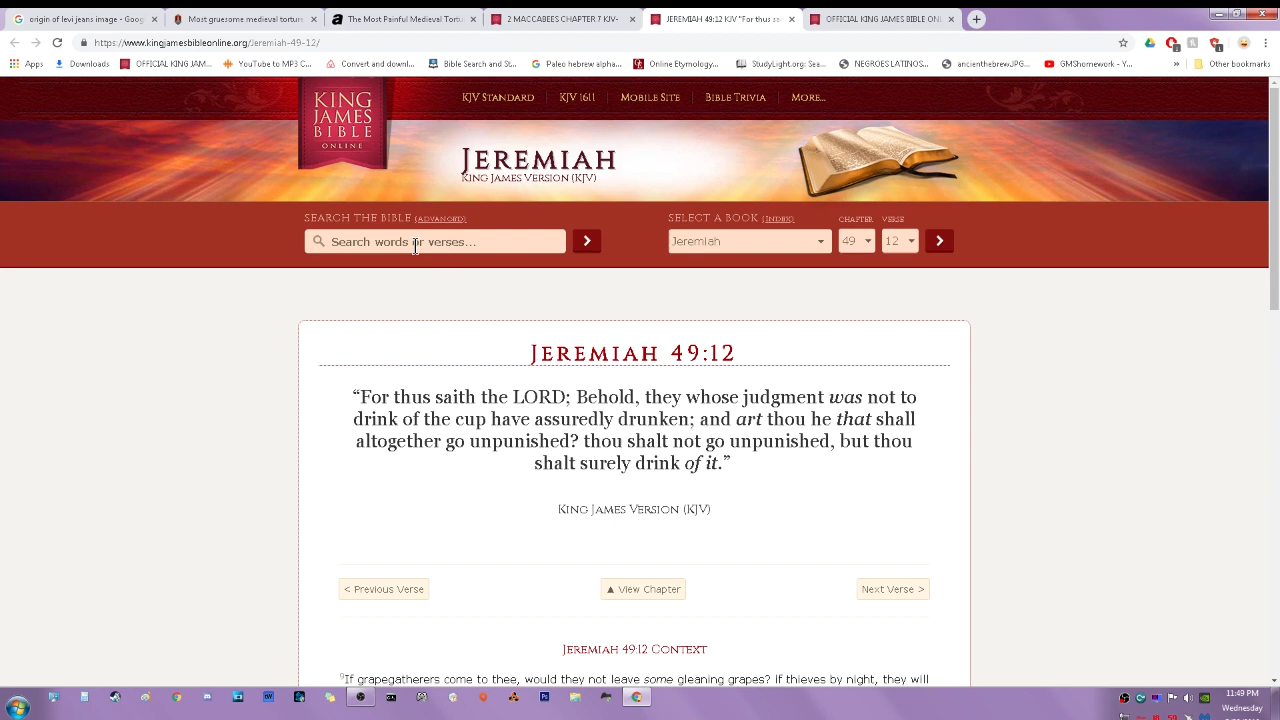 origin of levi jeans image - Goog
Most gruesome medieval torture
The Most Painful Medieval Tortu
2 M
CHAPTER 7 KJV-
JEREMIAH 49:12 KJV "For thus sa
OFFICIAL KING JAMES BIBLE ONL
https://www.kingjamesbibleonline.org/Jeremiah-49-12/
Apps
Downloads
OFFICIAL KING JAM...
YouTube to MP3 C...
Convert and downl...
Bible Search and St...
Paleo hebrew alpha...
Online Etymology...
StudyLight.org: Sea...
NEGROES LATINOS...
ancienthebrewJPG...
GMSHomework - Y...
»
Other bookmarks
KING
JAMES
BIBLE
ONLINE
KJV STANDARD
KJV 1611
MOBILE SITE
BIBLE TRIVIA
MORE...
JEREMIAH
KING JAMES VERSION (KJV)
SEARCH THE BIBLE (ADVANCED)
SELECT A BOOK (INDEX)
CHAPTER
VERSE
Search words or verses...
Jeremiah
49
12
JEREMIAH 49:12
“For thus saith the LORD; Behold, they whose judgment was not to
drink of the cup have assuredly drunken; and art thou he that shall
altogether go unpunished? thou shalt not go unpunished, but thou
shalt surely drink of it.”
KING JAMES VERSION (KJV)
< Previous Verse
▲ View Chapter
Next Verse >
JEREMIAH 49:12 CONTEXT
9If grapegatherers come to thee, would they not leave some gleaning grapes? If thieves by night, they will
11:49 PM
Wednesday